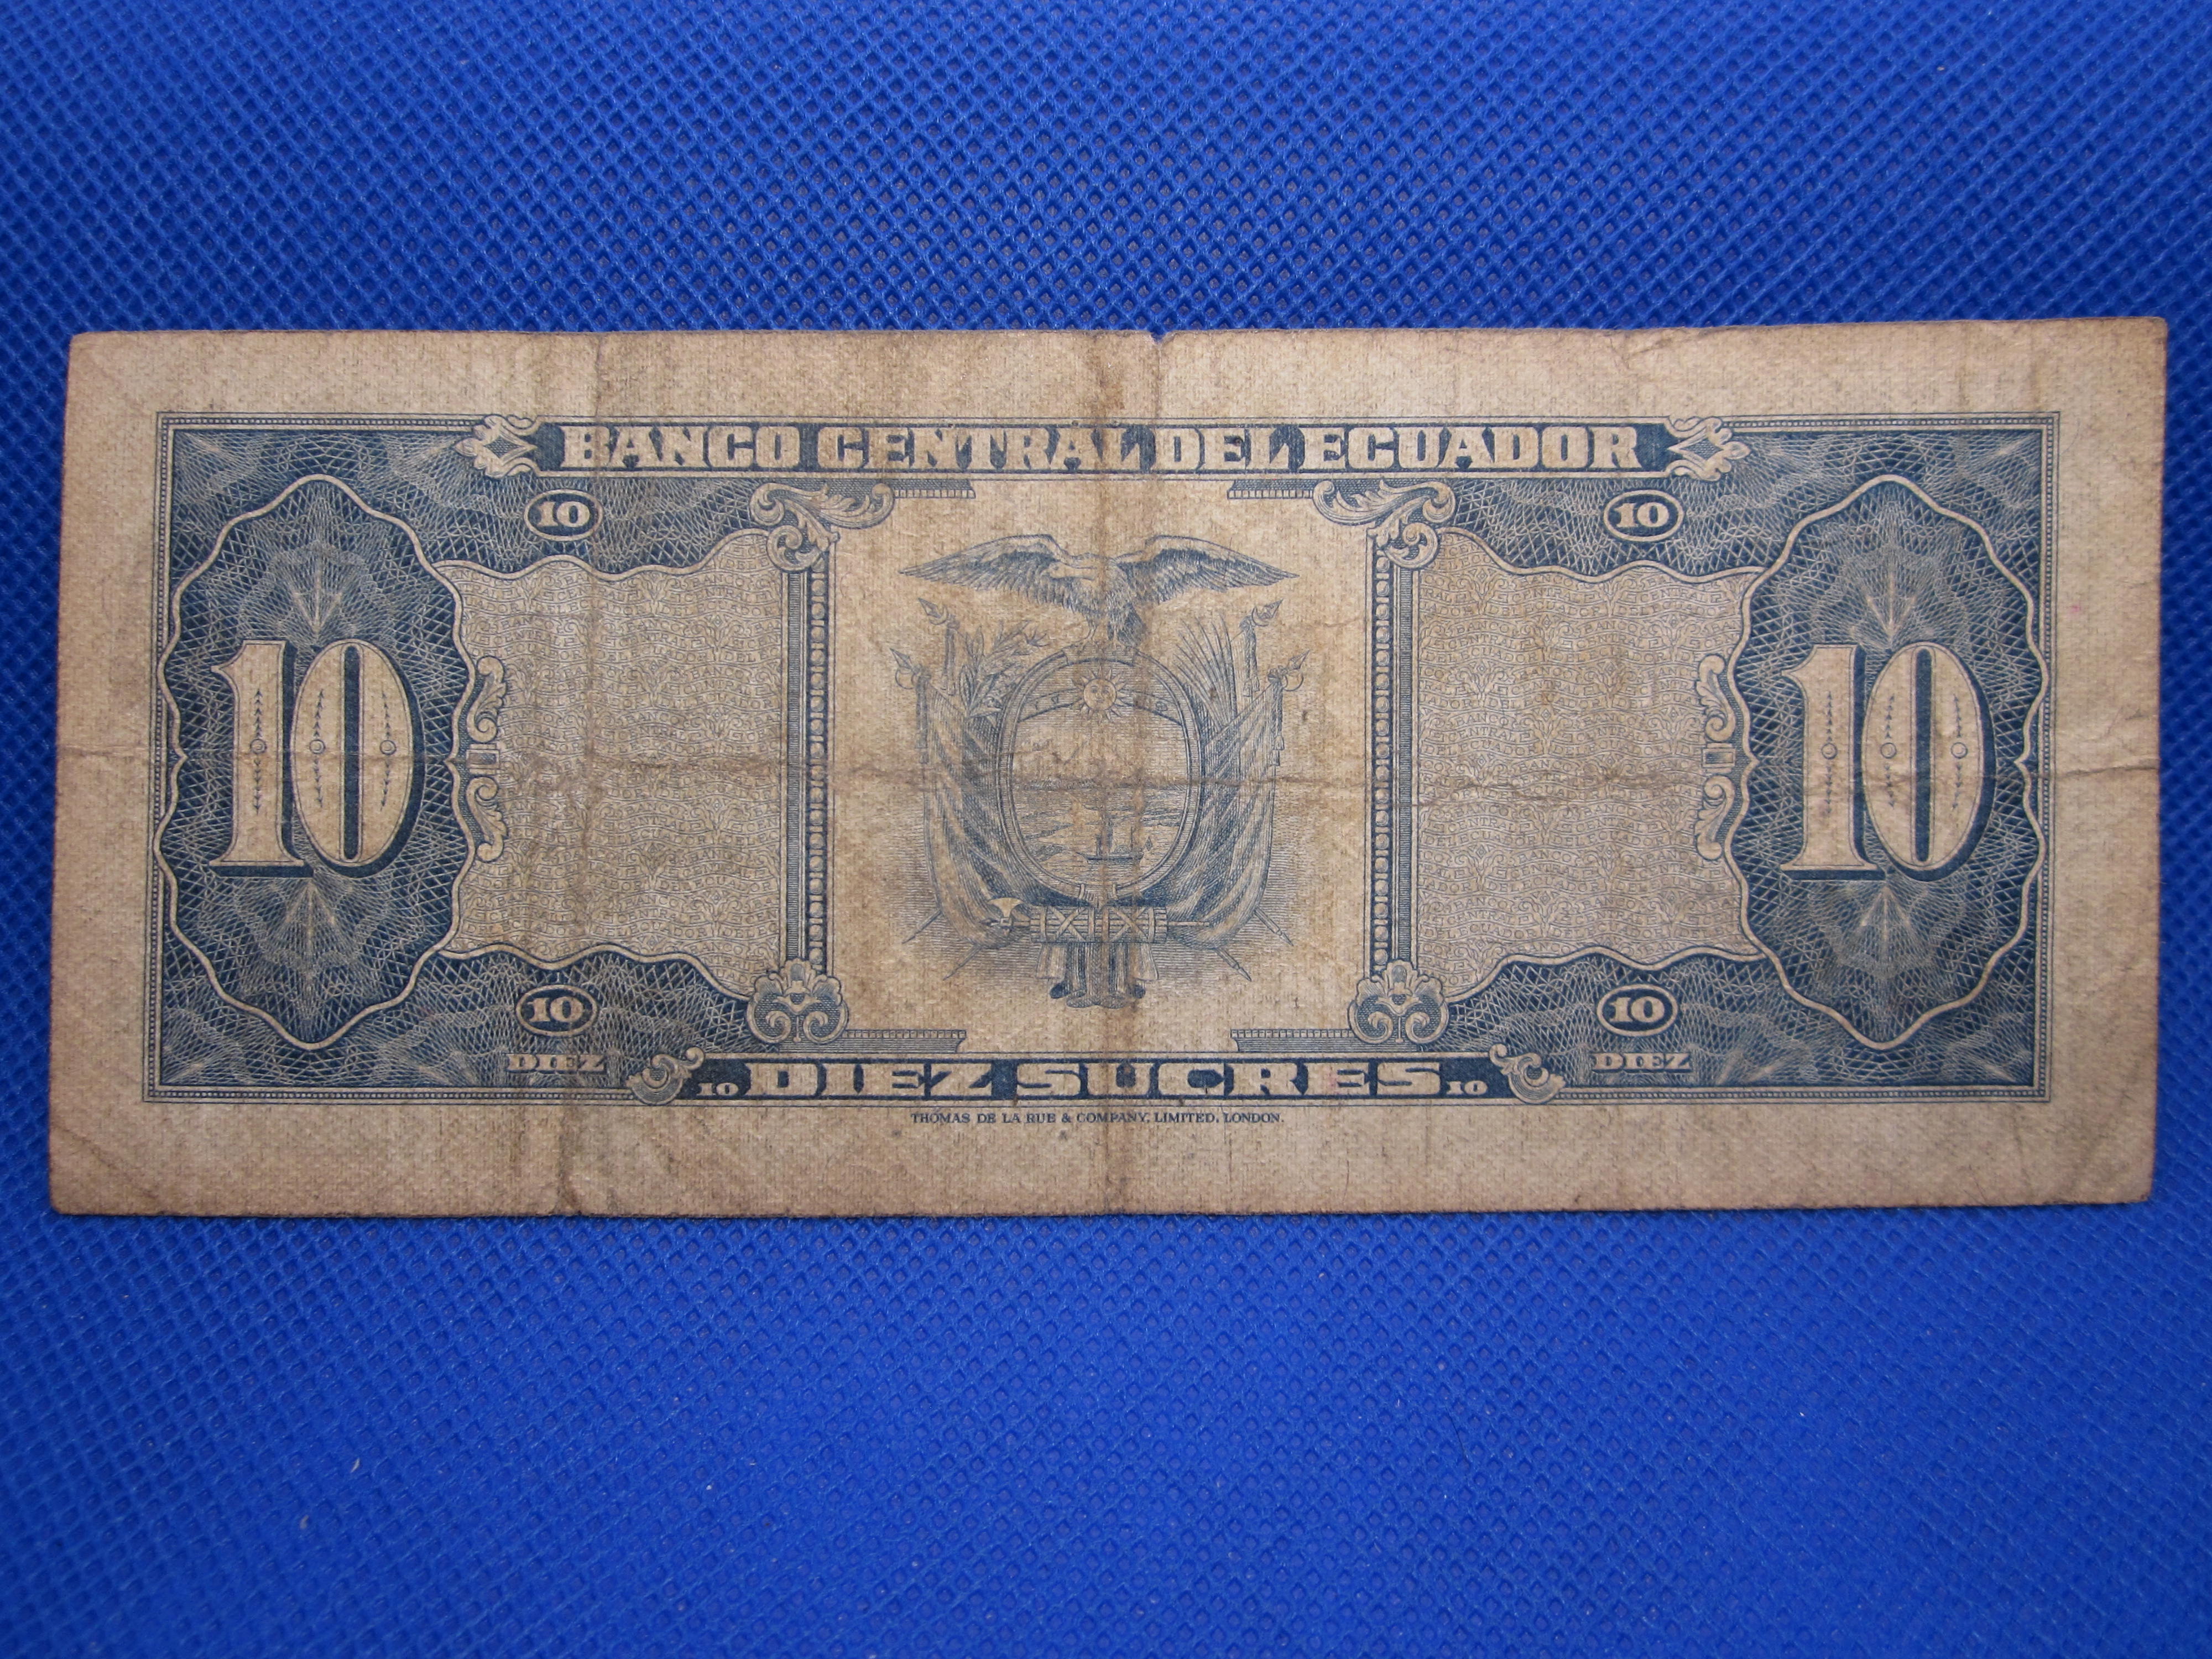 BANCO CENTRAL DEL ECUADOR
10 10
10 10
10 10
DIEZ DIEZ
10 DIEZ SUCRES 10
THOMAS DE LA RUE & COMPANY, LIMITED, LONDON.